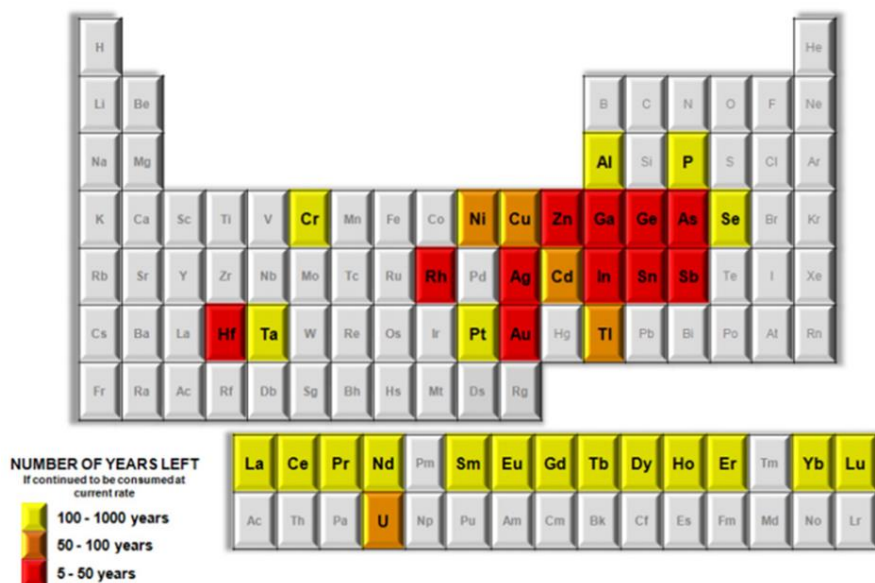 H He
Li Be B C N O F Ne
Na Mg Al Si P S Cl Ar
K Ca Sc Ti V Cr Mn Fe Co Ni Cu Zn Ga Ge As Se Br Kr
Rb Sr Y Zr Nb Mo Tc Ru Rh Pd Ag Cd In Sn Sb Te I Xe
Cs Ba La Hf Ta W Re Os Ir Pt Au Hg Tl Pb Bi Po At Rn
Fr Ra Ac Rf Db Sg Bh Hs Mt Ds Rg
La Ce Pr Nd Pm Sm Eu Gd Tb Dy Ho Er Tm Yb Lu
Ac Th Pa U Np Pu Am Cm Bk Cf Es Fm Md No Lr
NUMBER OF YEARS LEFT
If continued to be consumed at
current rate
100 - 1000 years
50 - 100 years
5 - 50 years